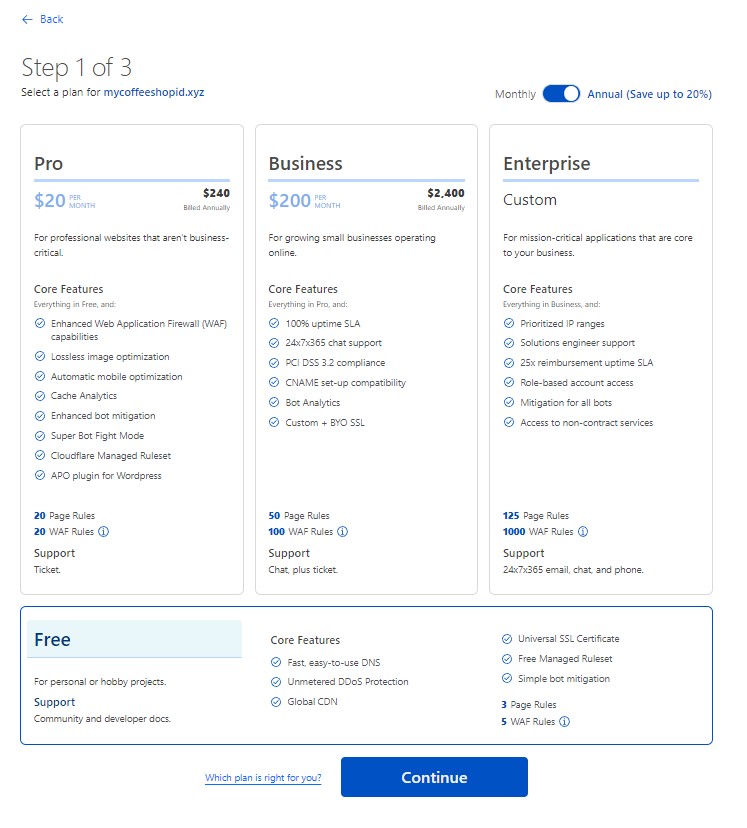 Back
Step 1 of 3
Select a plan for mycoffeeshopid.xyz
Monthly
Annual (Save up to 20%)
Pro
$20 PER MONTH
$240
Billed Annually
For professional websites that aren't business-
critical.
Core Features
Everything in Free, and:
Enhanced Web Application Firewall (WAF)
capabilities
Lossless image optimization
Automatic mobile optimization
Cache Analytics
Enhanced bot mitigation
Super Bot Fight Mode
Cloudflare Managed Ruleset
APO plugin for Wordpress
20 Page Rules
20 WAF Rules
Support
Ticket.
Business
$200 PER MONTH
$2,400
Billed Annually
For growing small businesses operating
online.
Core Features
Everything in Pro, and:
100% uptime SLA
24x7x365 chat support
PCI DSS 3.2 compliance
CNAME set-up compatibility
Bot Analytics
Custom + BYO SSL
50 Page Rules
100 WAF Rules
Support
Chat, plus ticket.
Enterprise
Custom
For mission-critical applications that are core
to your business.
Core Features
Everything in Business, and:
Prioritized IP ranges
Solutions engineer support
25x reimbursement uptime SLA
Role-based account access
Mitigation for all bots
Access to non-contract services
125 Page Rules
1000 WAF Rules
Support
24x7x365 email, chat, and phone.
Free
For personal or hobby projects.
Support
Community and developer docs.
Core Features
Fast, easy-to-use DNS
Unmetered DDoS Protection
Global CDN
Universal SSL Certificate
Free Managed Ruleset
Simple bot mitigation
3 Page Rules
5 WAF Rules
Which plan is right for you?
Continue